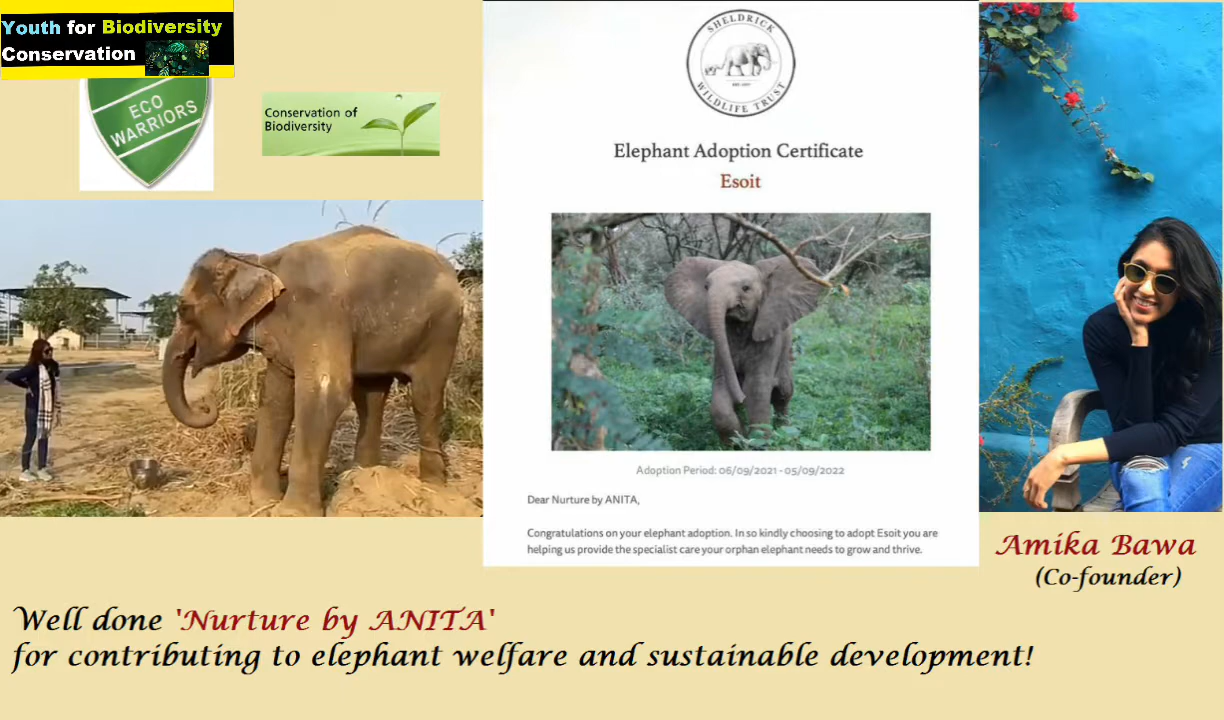 Youth for Biodiversity
Conservation
ECO
WARRIORS
Conservation of
Biodiversity
SHELDRICK
WILDLIFE TRUST
Elephant Adoption Certificate
Esoit
Adoption Period: 06/09/2021 - 05/09/2022
Dear Nurture by ANITA,
Congratulations on your elephant adoption. In so kindly choosing to adopt Esoit you are
helping us provide the specialist care your orphan elephant needs to grow and thrive.
Amika Bawa
(Co-founder)
Well done 'Nurture by ANITA'
for contributing to elephant welfare and sustainable development!